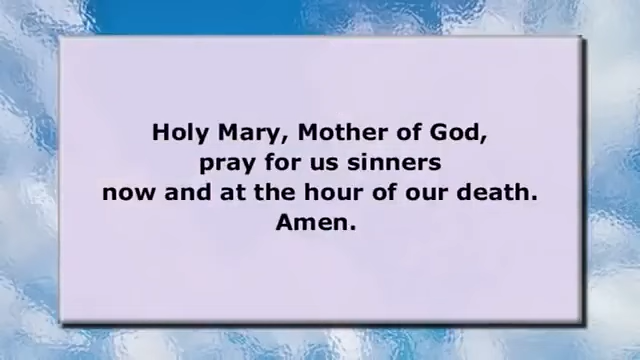 Holy Mary, Mother of God,
pray for us sinners
now and at the hour of our death.
Amen.